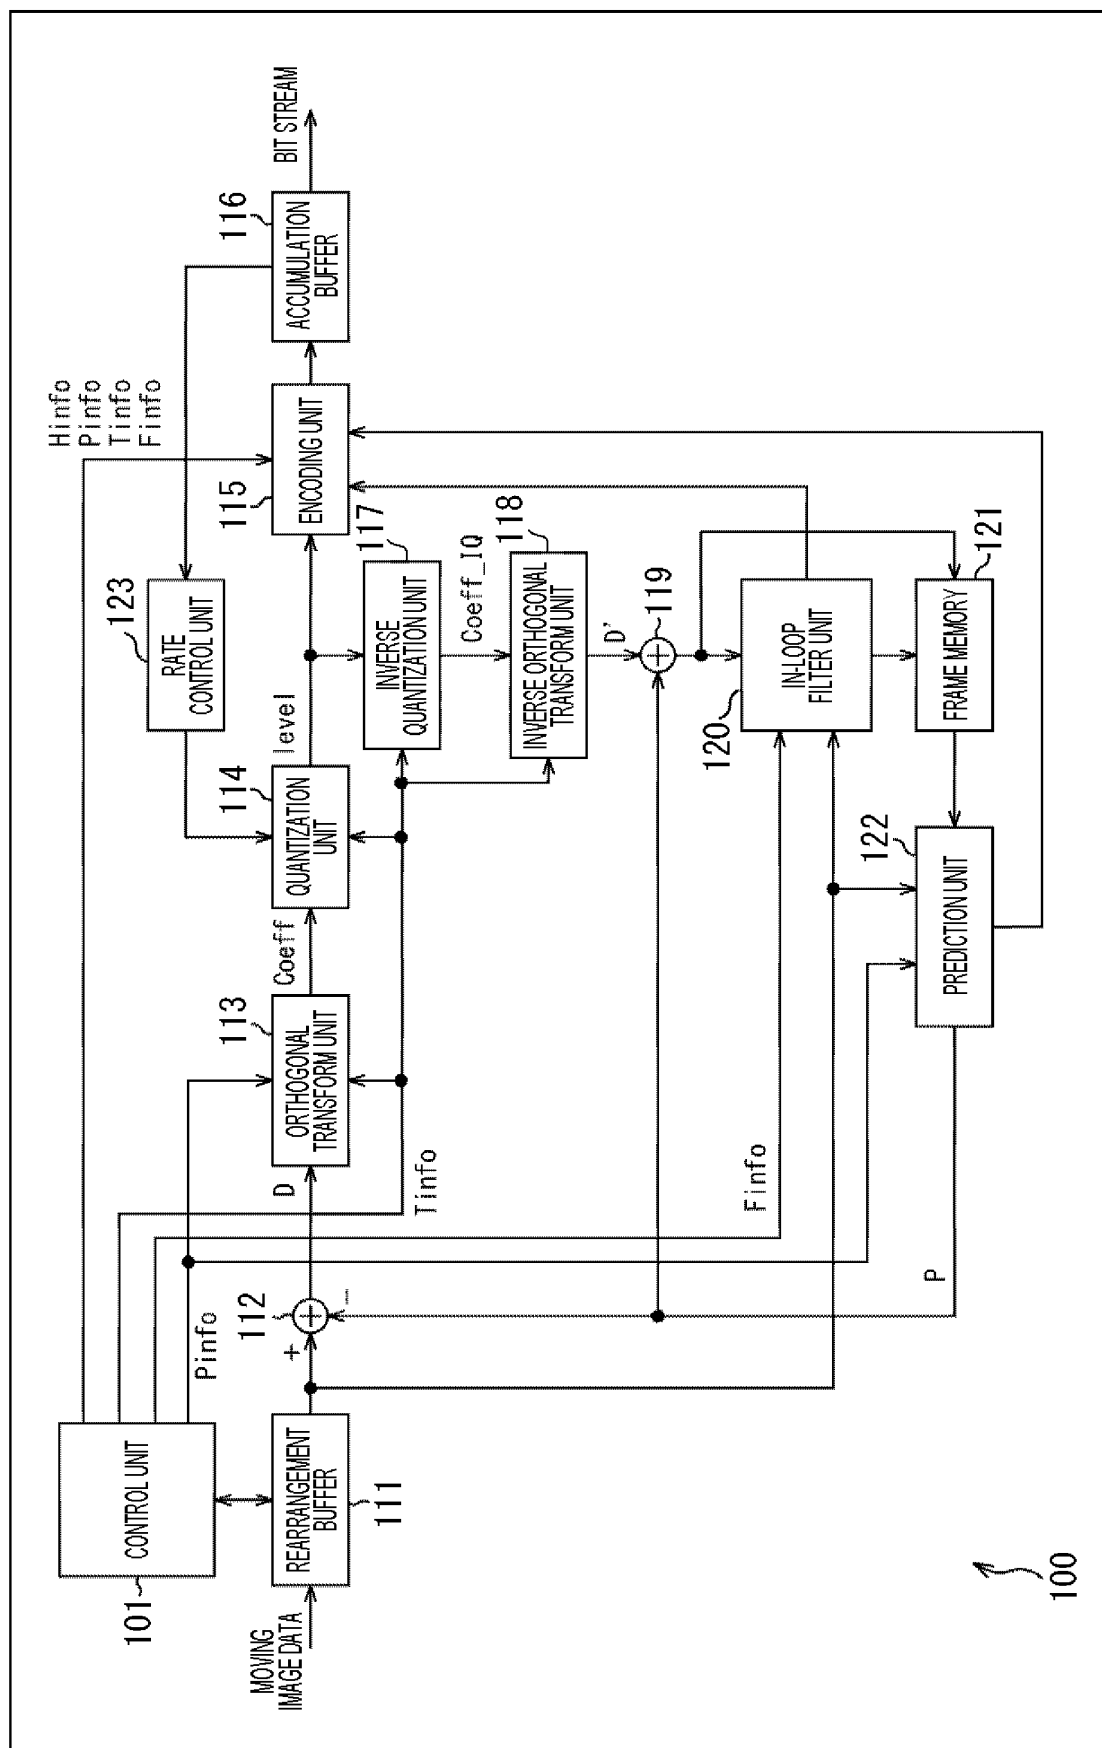 Hinfo
Pinfo
Tinfo
Finfo
101
CONTROL UNIT
Pinfo
123
RATE
CONTROL UNIT
MOVING
IMAGE DATA
REARRANGEMENT
BUFFER
111
112
+
−
D
113
ORTHOGONAL
TRANSFORM UNIT
Coeff
114
QUANTIZATION
UNIT
level
115
ENCODING UNIT
116
ACCUMULATION
BUFFER
BIT STREAM
Tinfo
117
INVERSE
QUANTIZATION UNIT
Coeff_IQ
118
INVERSE ORTHOGONAL
TRANSFORM UNIT
D'
119
Finfo
120
IN-LOOP
FILTER UNIT
121
FRAME MEMORY
122
PREDICTION UNIT
P
100